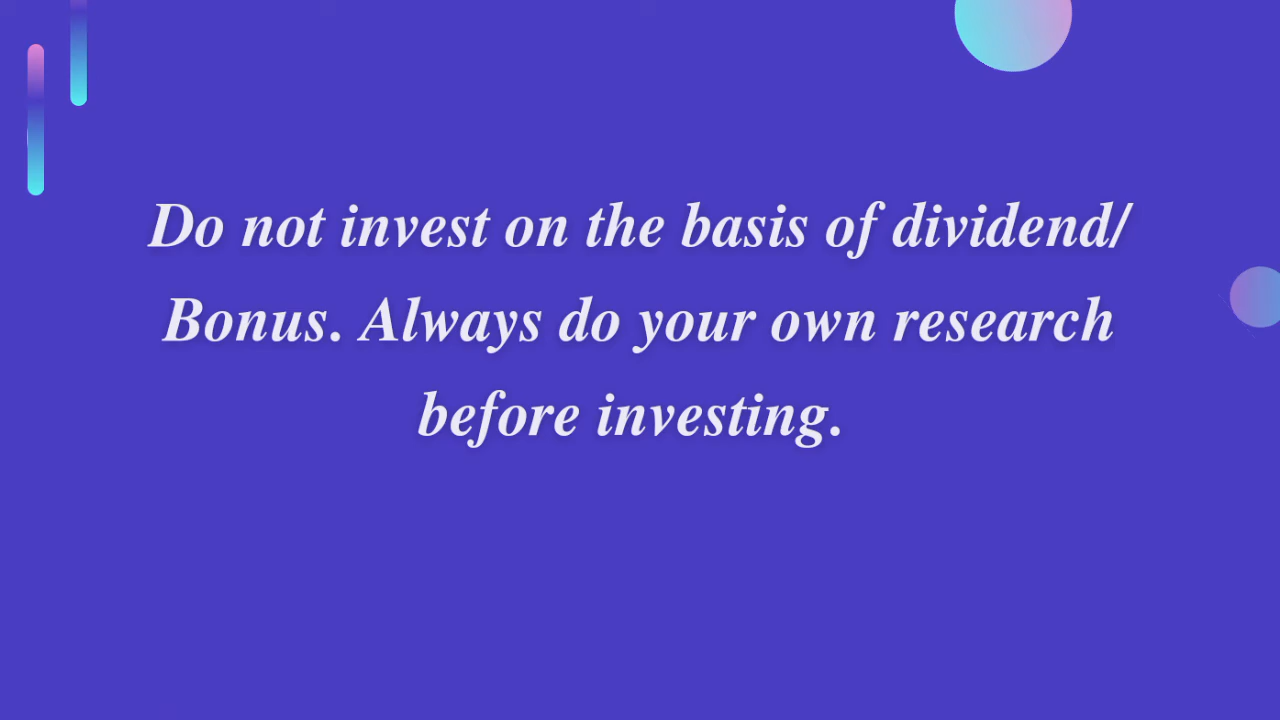 Do not invest on the basis of dividend/
Bonus. Always do your own research
before investing.